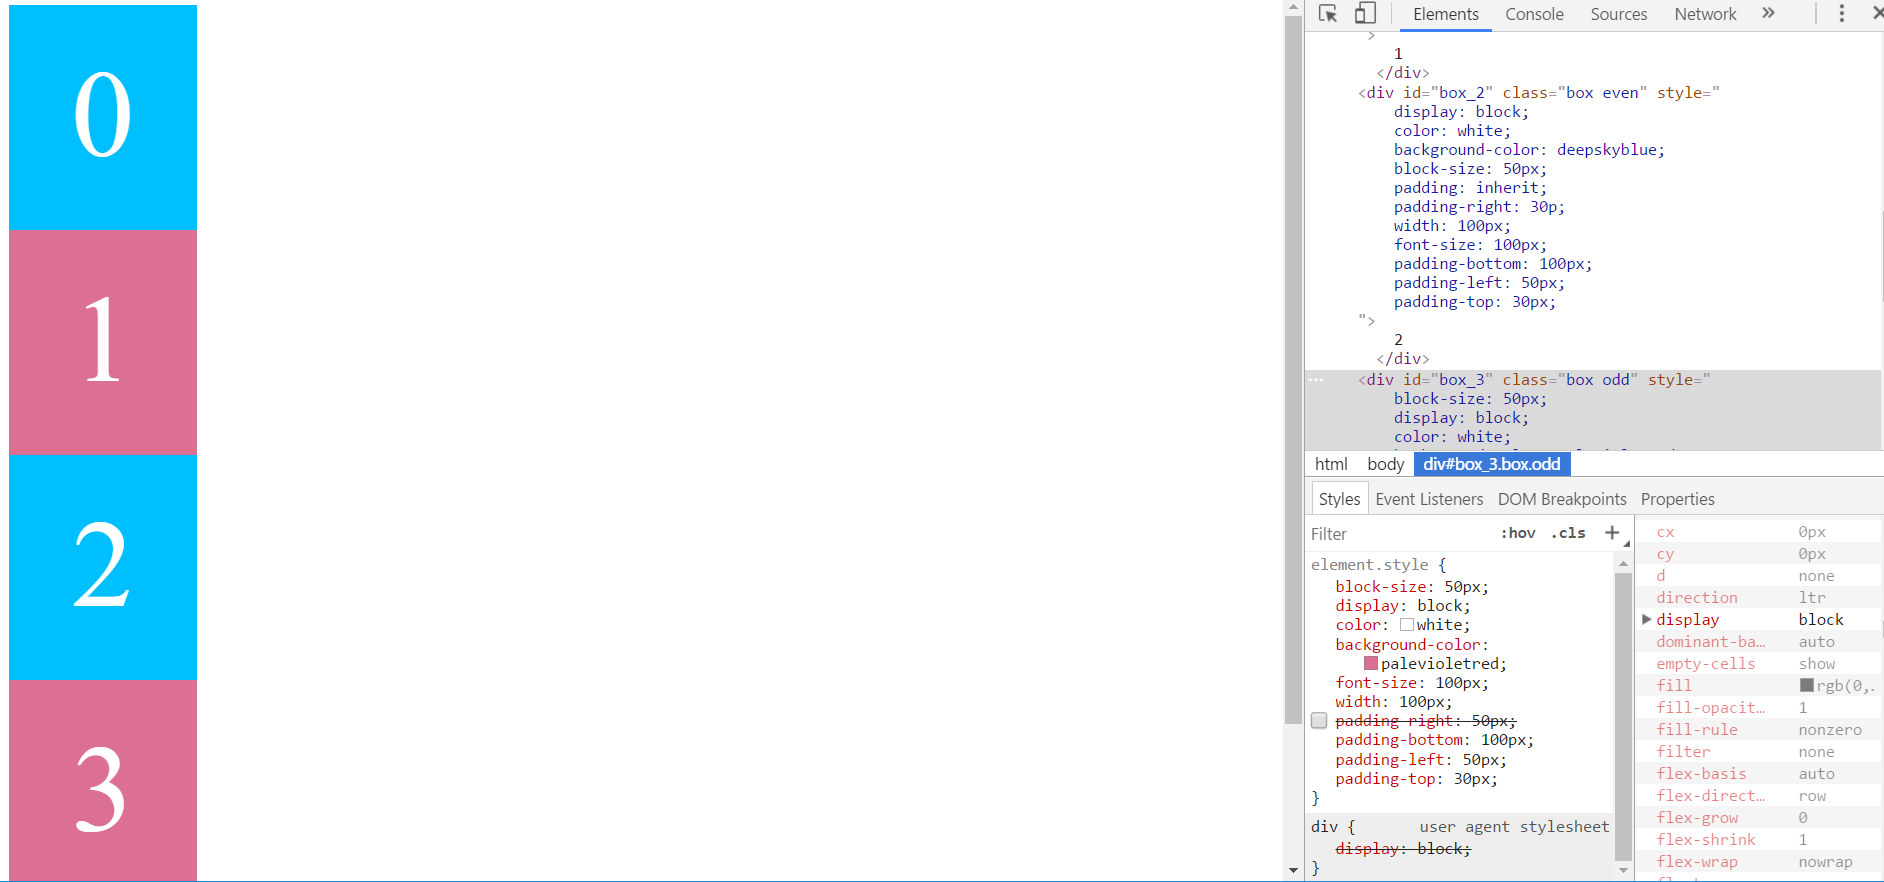 0
1
2
3
Elements Console Sources Network »
>
1
</div>
<div id="box_2" class="box even" style="
display: block;
color: white;
background-color: deepskyblue;
block-size: 50px;
padding: inherit;
padding-right: 30p;
width: 100px;
font-size: 100px;
padding-bottom: 100px;
padding-left: 50px;
padding-top: 30px;
">
2
</div>
<div id="box_3" class="box odd" style="
block-size: 50px;
display: block;
color: white;
html body div#box_3.box.odd
Styles Event Listeners DOM Breakpoints Properties
Filter :hov .cls +
element.style {
block-size: 50px;
display: block;
color: white;
background-color:
palevioletred;
font-size: 100px;
width: 100px;
padding-right: 50px;
padding-bottom: 100px;
padding-left: 50px;
padding-top: 30px;
}
div { user agent stylesheet
display: block;
}
cx 0px
cy 0px
d none
direction ltr
display block
dominant-ba… auto
empty-cells show
fill rgb(0,.
fill-opacit… 1
fill-rule nonzero
filter none
flex-basis auto
flex-direct… row
flex-grow 0
flex-shrink 1
flex-wrap nowrap